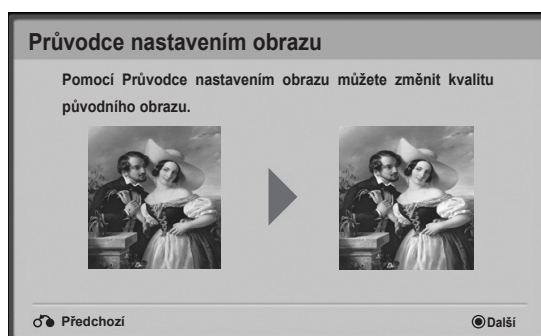 Průvodce nastavením obrazu
Pomocí Průvodce nastavením obrazu můžete změnit kvalitu
původního obrazu.
Předchozí
Další